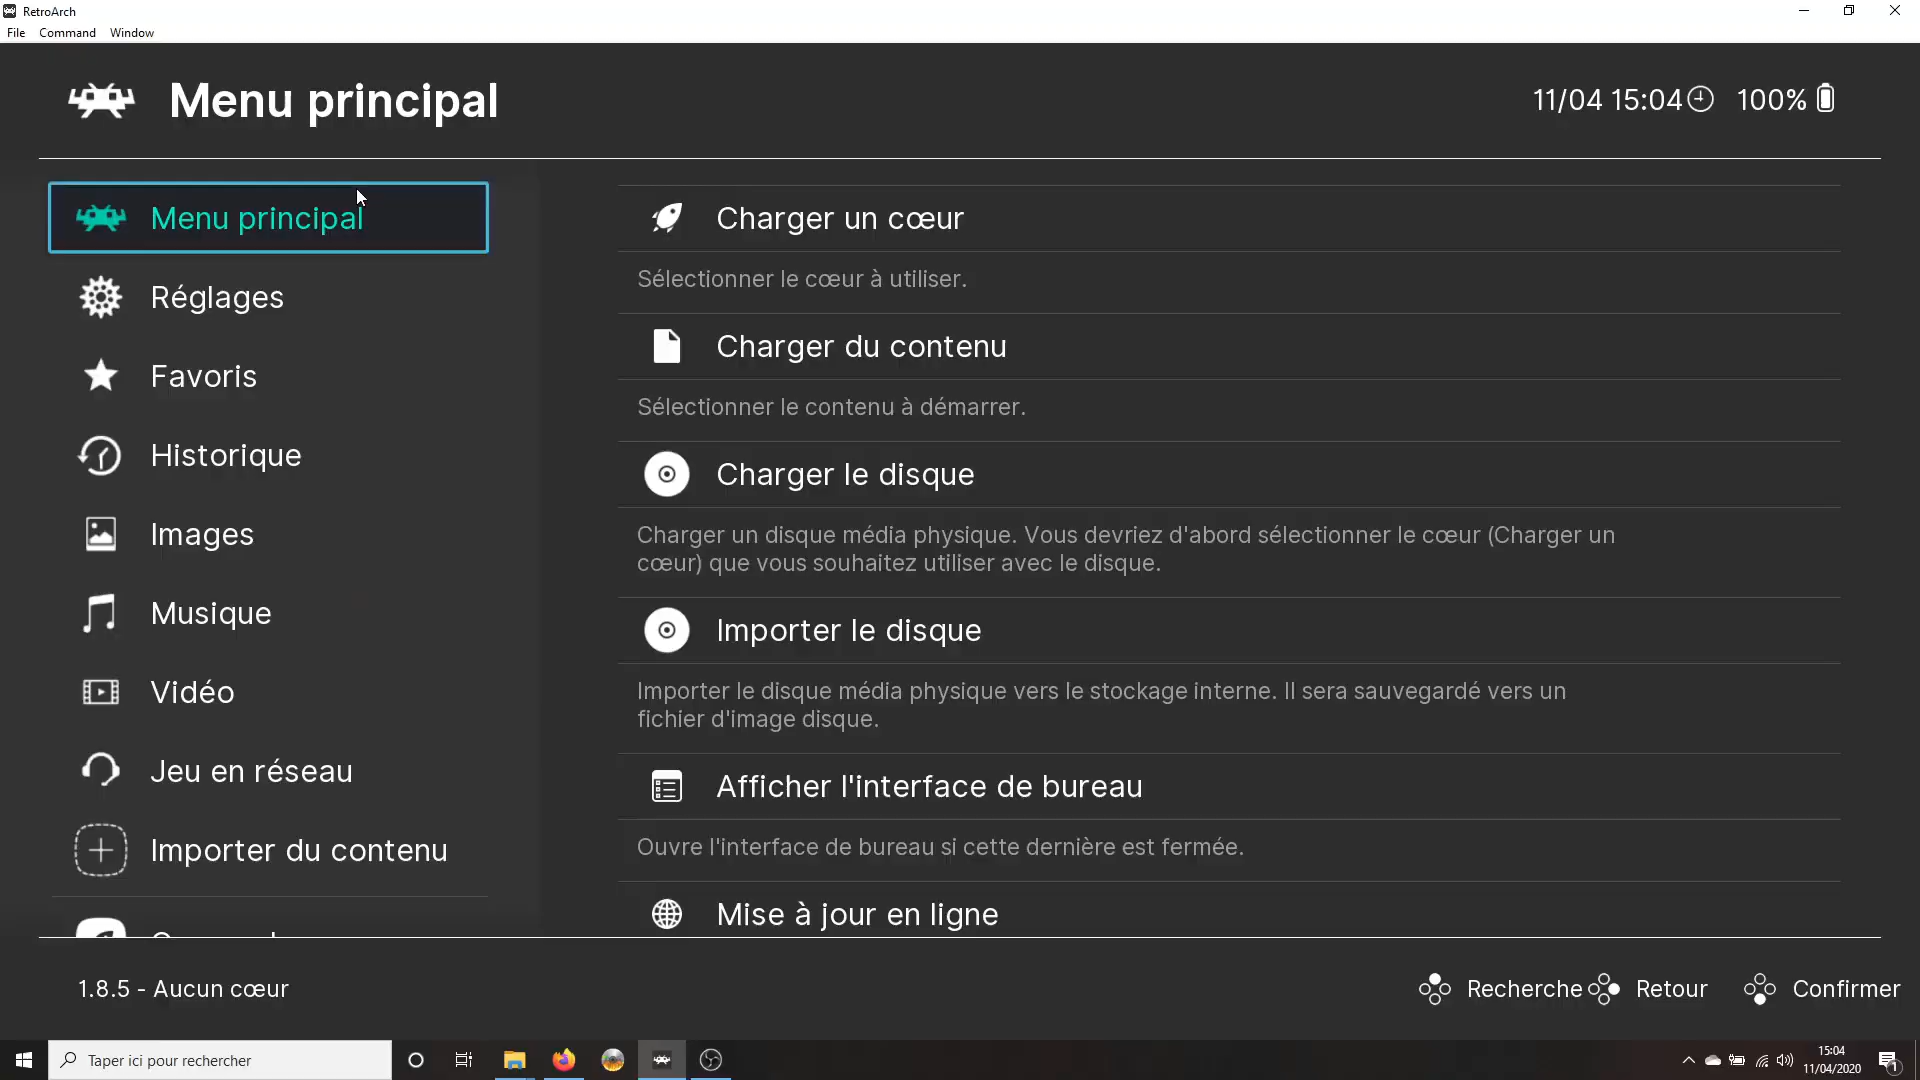 RetroArch
File Command Window
Menu principal
11/04 15:04 100%
Menu principal
Réglages
Favoris
Historique
Images
Musique
Vidéo
Jeu en réseau
Importer du contenu
Charger un cœur
Sélectionner le cœur à utiliser.
Charger du contenu
Sélectionner le contenu à démarrer.
Charger le disque
Charger un disque média physique. Vous devriez d'abord sélectionner le cœur (Charger un
cœur) que vous souhaitez utiliser avec le disque.
Importer le disque
Importer le disque média physique vers le stockage interne. Il sera sauvegardé vers un
fichier d'image disque.
Afficher l'interface de bureau
Ouvre l'interface de bureau si cette dernière est fermée.
Mise à jour en ligne
1.8.5 - Aucun cœur
Recherche Retour Confirmer
Taper ici pour rechercher
15:04
11/04/2020
1